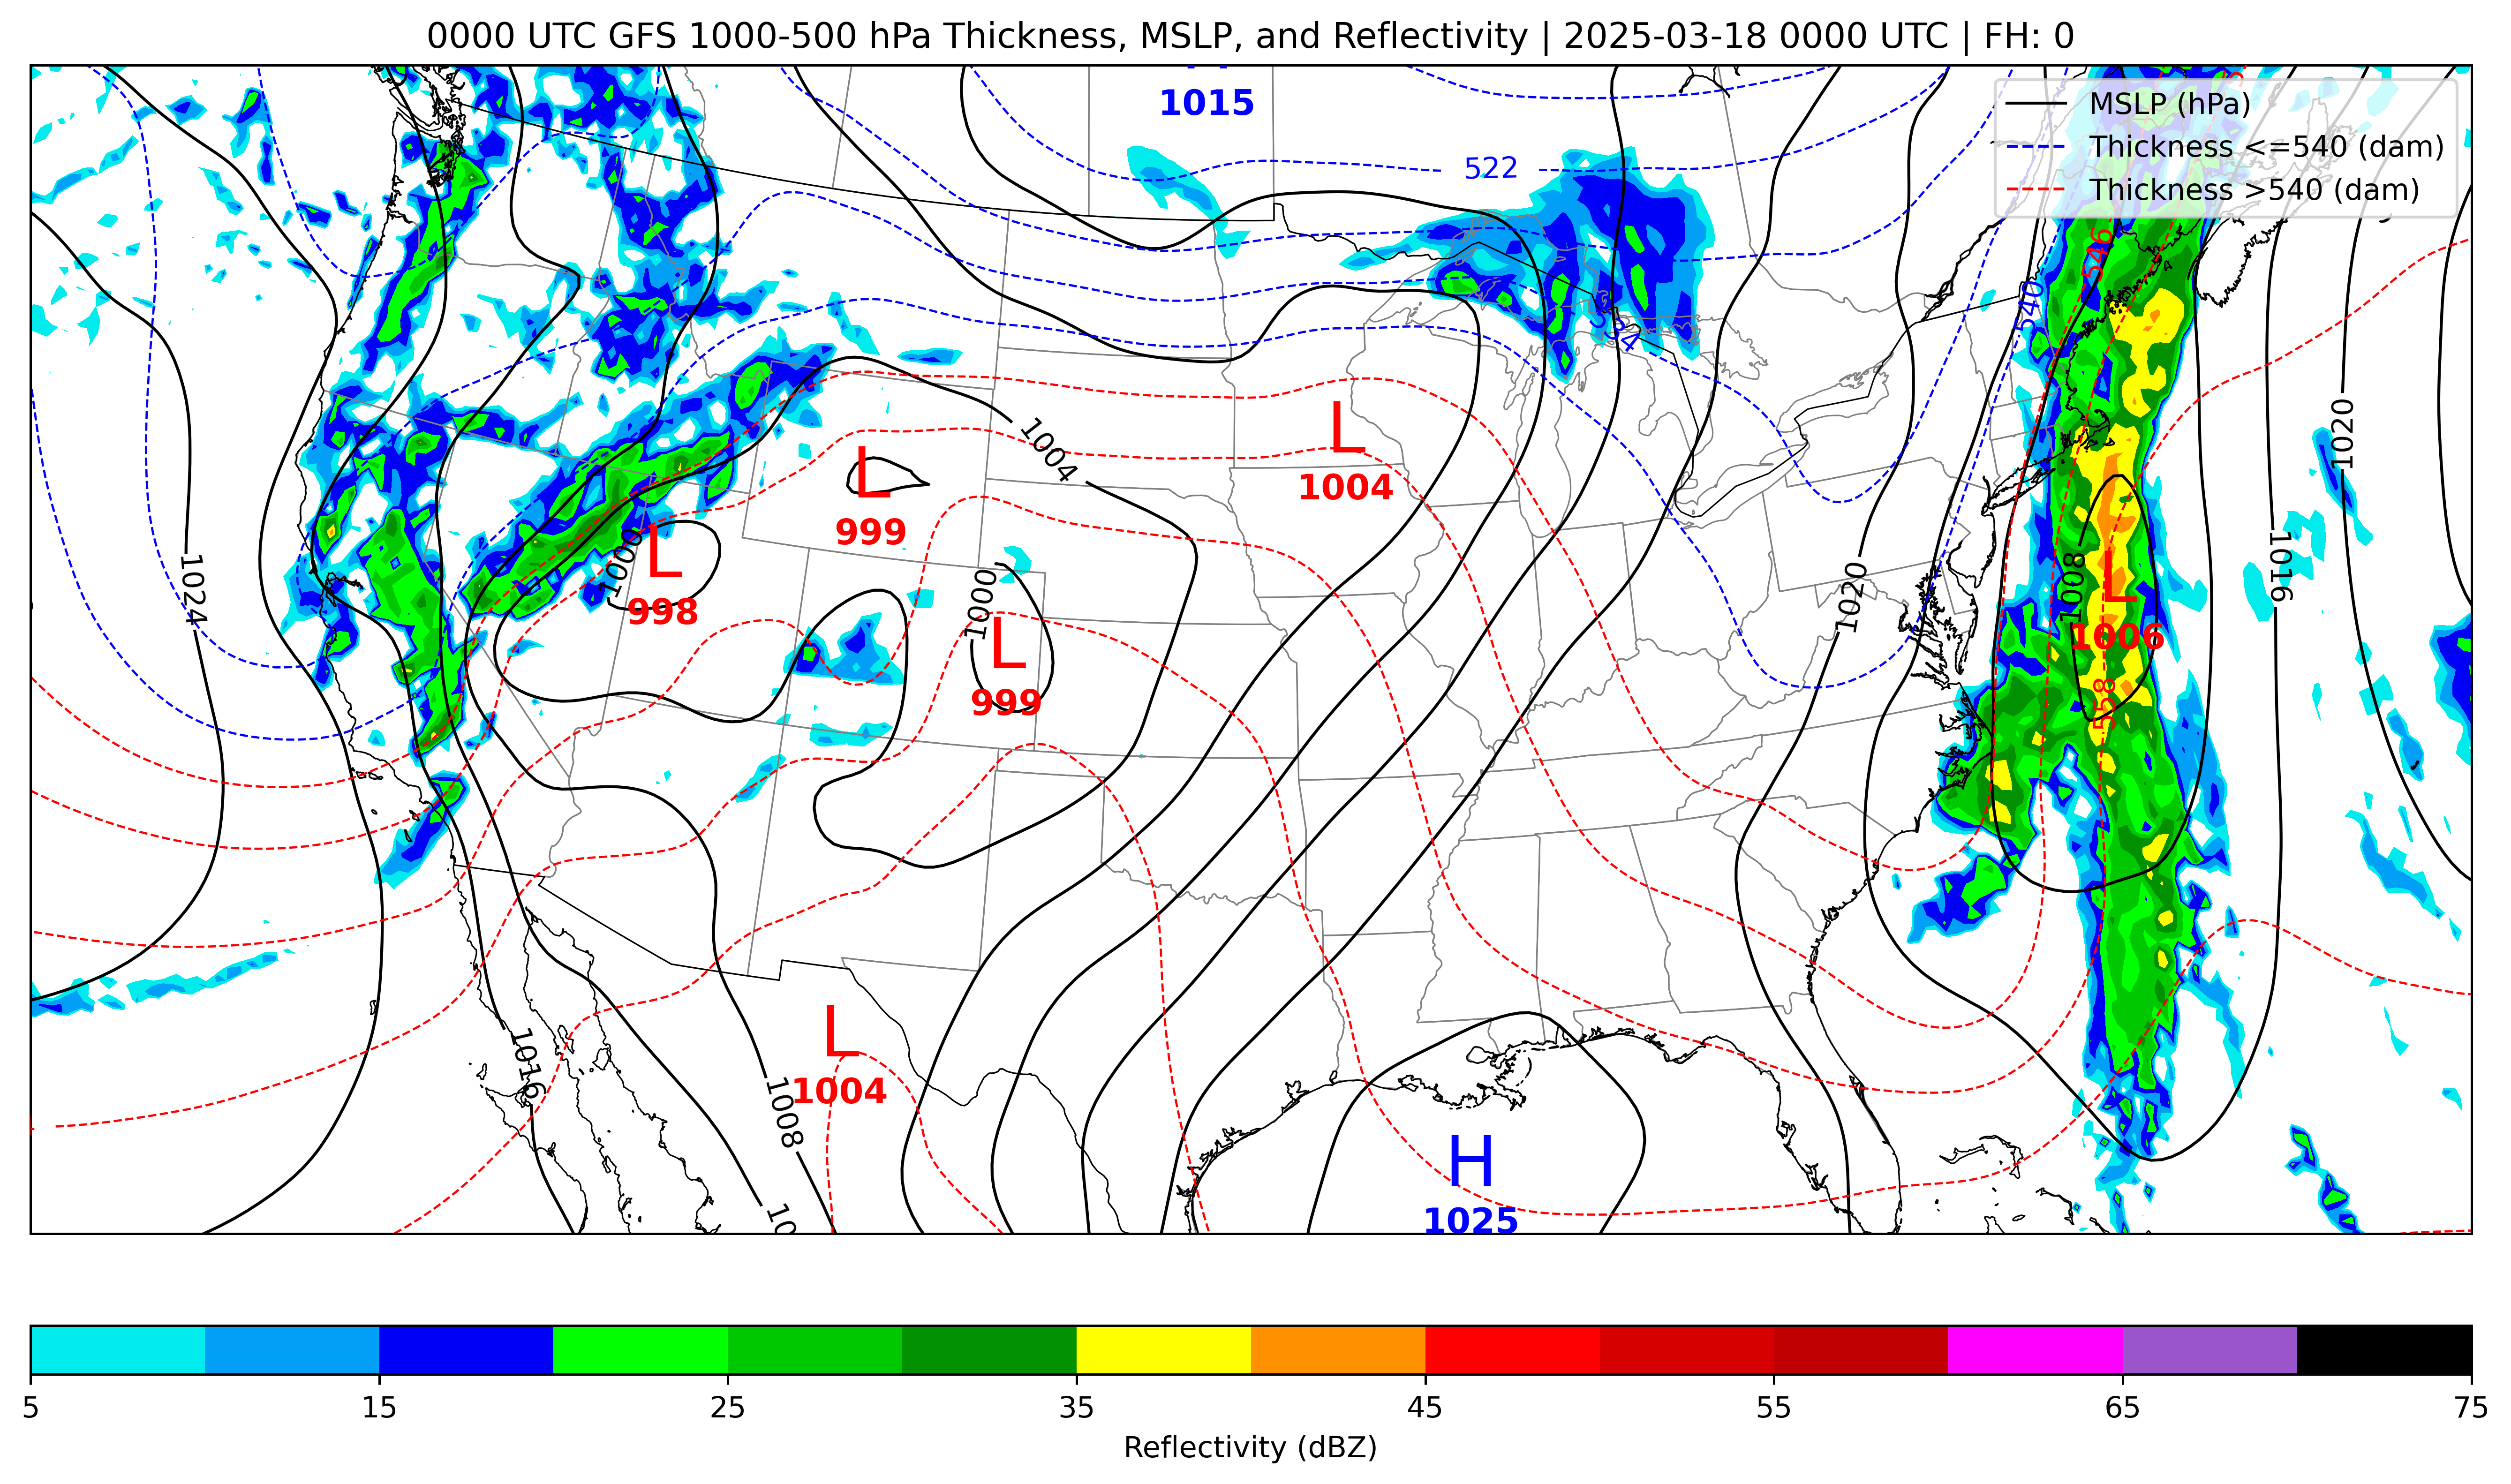 0000 UTC GFS 1000-500 hPa Thickness, MSLP, and Reflectivity | 2025-03-18 0000 UTC | FH: 0
MSLP (hPa)
Thickness <=540 (dam)
Thickness >540 (dam)
1015
522
546
540
534
1020
1004
L
1004
L
999
1000
L
998
1024
1000
L
999
1020
1008
L
1006
1016
558
1016
L
1004
1008
H
1025
10
5
15
25
35
45
55
65
75
Reflectivity (dBZ)